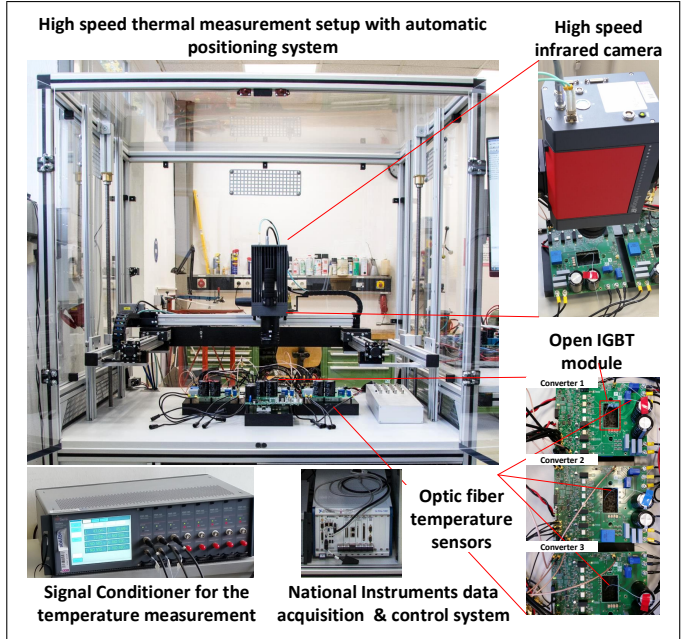 High speed thermal measurement setup with automatic
positioning system
High speed
infrared camera
Open IGBT
module
Converter 1
Converter 2
Converter 3
Optic fiber
temperature
sensors
Signal Conditioner for the
temperature measurement
National Instruments data
acquisition & control system